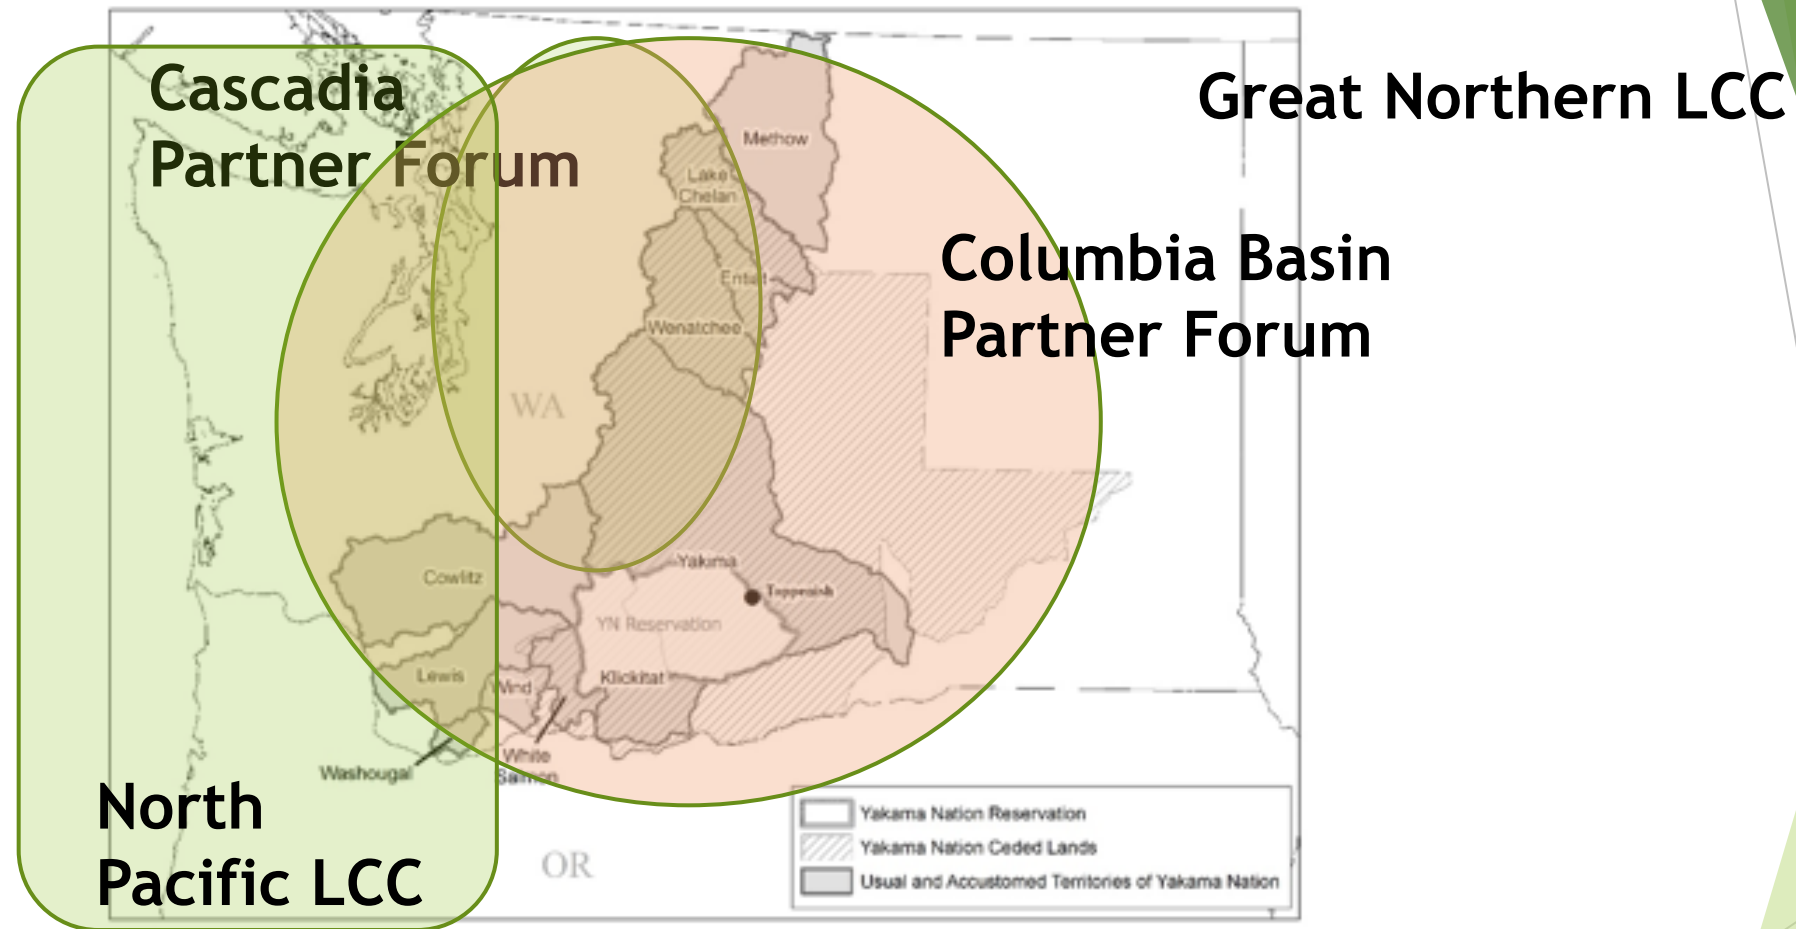 Cascadia
Partner Forum
Great Northern LCC
Methow
Lake
Chelan
Columbia Basin
Partner Forum
Entiat
Wenatchee
WA
Yakima
Cowlitz
Toppenish
YN Reservation
Lewis
Wind
Klickitat
White
Salmon
Washougal
North
Pacific LCC
OR
Yakama Nation Reservation
Yakama Nation Ceded Lands
Usual and Accustomed Territories of Yakama Nation